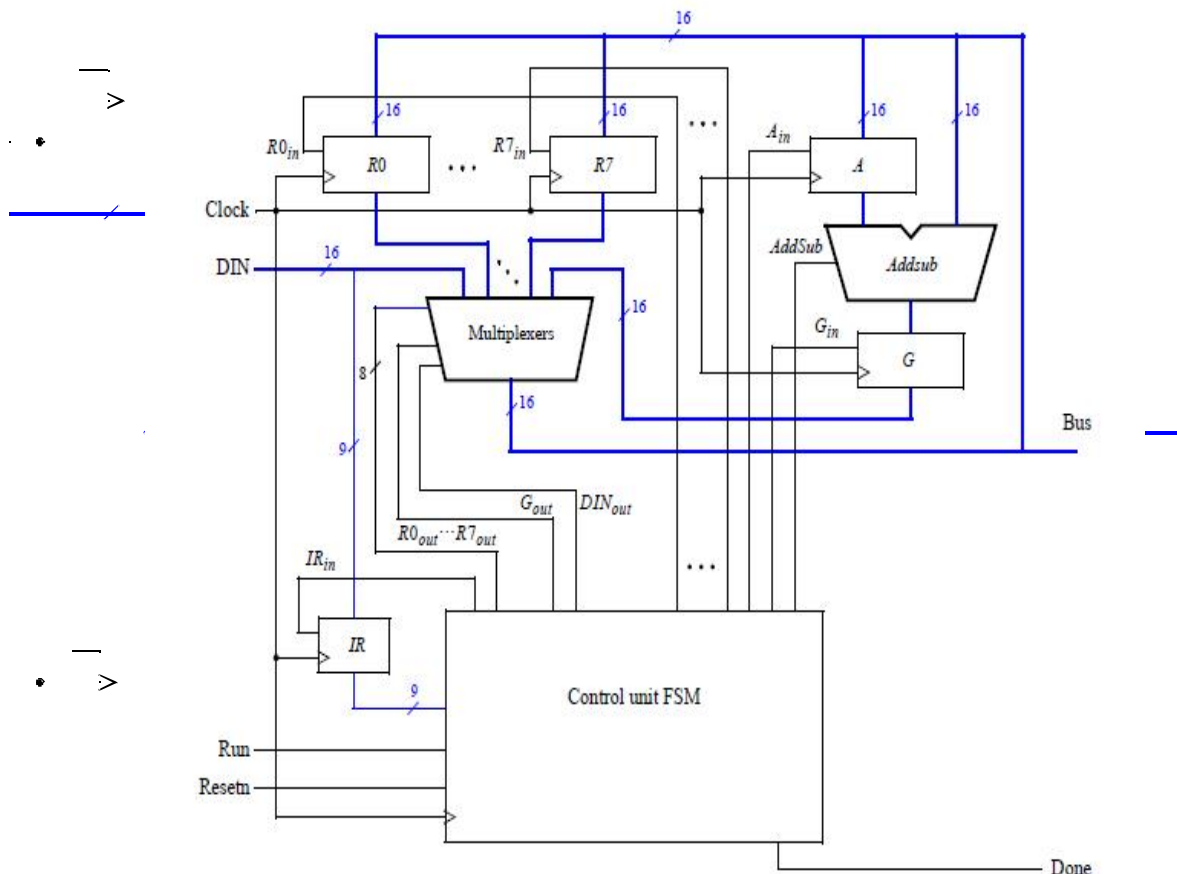 16
16
16
16
16
R0in
R0
R7in
R7
Ain
A
Clock
DIN
16
AddSub
Addsub
Multiplexers
16
Gin
G
8
16
Bus
9
Gout
DINout
R0out···R7out
IRin
IR
9
Control unit FSM
Run
Resetn
Done